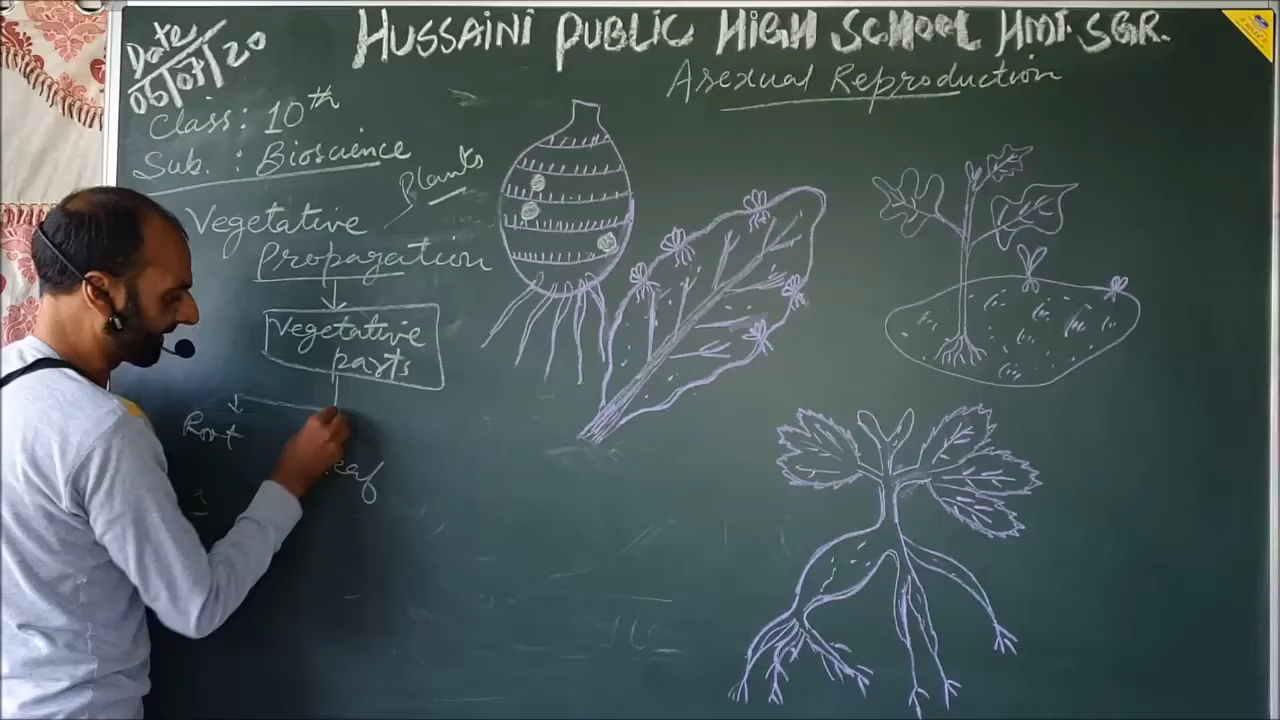 HUSSAINI PUBLIC HIGH SCHOOL HMT. SGR.
Date
06/07/20
Asexual Reproduction
Class: 10th
Sub. : Bioscience
Plants
Vegetative
Propagation
Vegetative
parts
Root